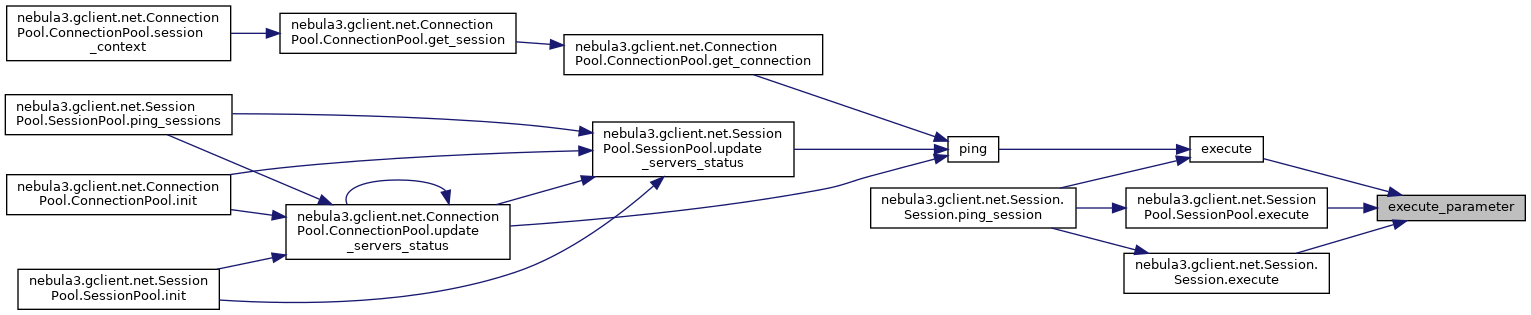 nebula3.gclient.net.Connection
Pool.ConnectionPool.session
_context
nebula3.gclient.net.Connection
Pool.ConnectionPool.get_session
nebula3.gclient.net.Connection
Pool.ConnectionPool.get_connection
nebula3.gclient.net.Session
Pool.SessionPool.ping_sessions
nebula3.gclient.net.Session
Pool.SessionPool.update
_servers_status
ping
execute
nebula3.gclient.net.Connection
Pool.ConnectionPool.init
nebula3.gclient.net.Connection
Pool.ConnectionPool.update
_servers_status
nebula3.gclient.net.Session.
Session.ping_session
nebula3.gclient.net.Session
Pool.SessionPool.execute
execute_parameter
nebula3.gclient.net.Session
Pool.SessionPool.init
nebula3.gclient.net.Session.
Session.execute